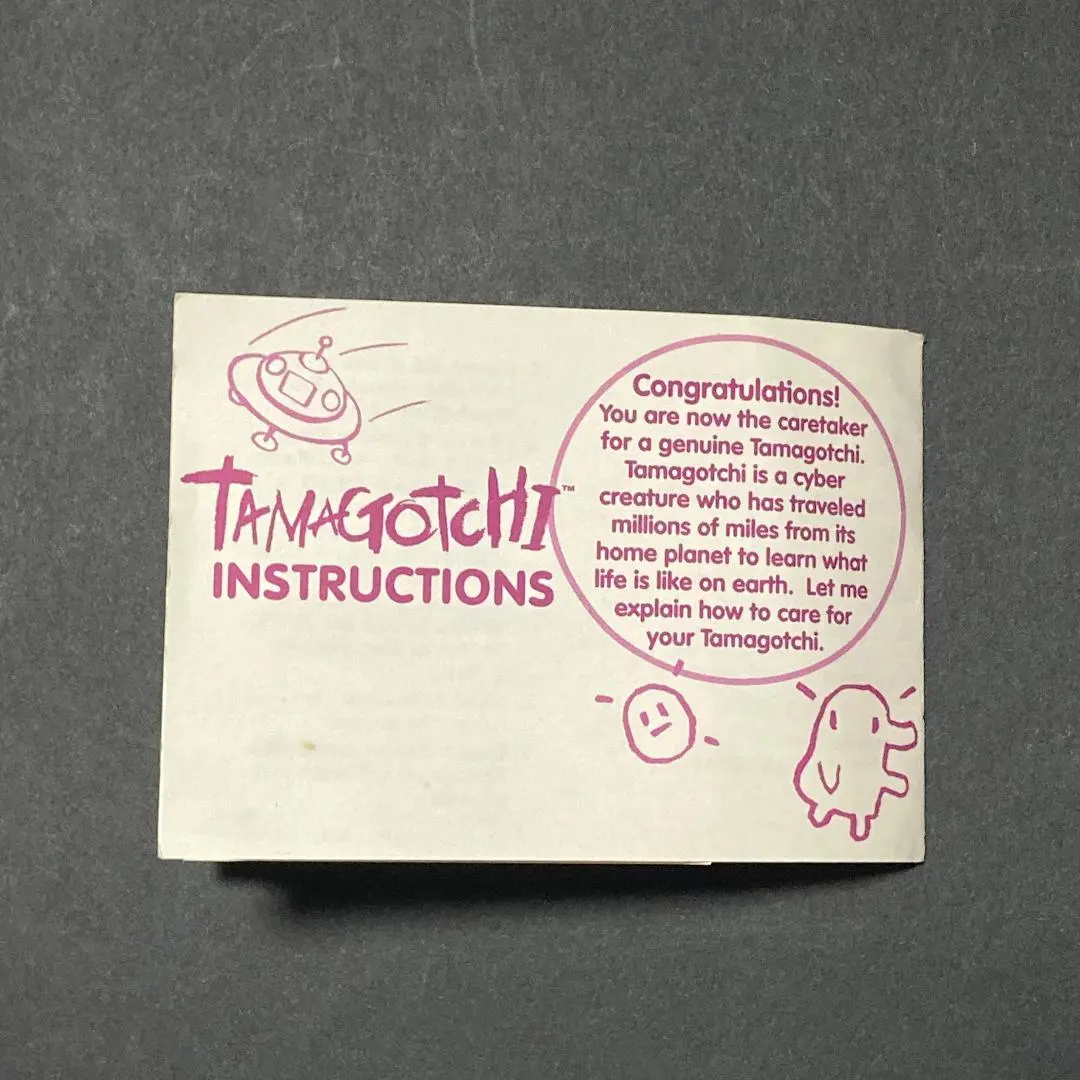 TAMAGOTCHI™
INSTRUCTIONS
Congratulations!
You are now the caretaker
for a genuine Tamagotchi.
Tamagotchi is a cyber
creature who has traveled
millions of miles from its
home planet to learn what
life is like on earth. Let me
explain how to care for
your Tamagotchi.